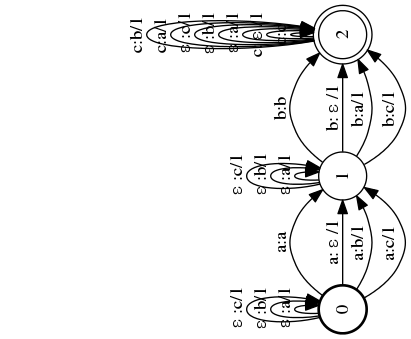 0
ε :c/1
ε :b/1
ε :a/1
a:a
a: ε /1
a:b/1
a:c/1
1
ε :c/1
ε :b/1
ε :a/1
b:b
b: ε /1
b:a/1
b:c/1
2
c:b/1
c:a/1
ε :c/1
ε :b/1
ε :a/1
c: ε /1